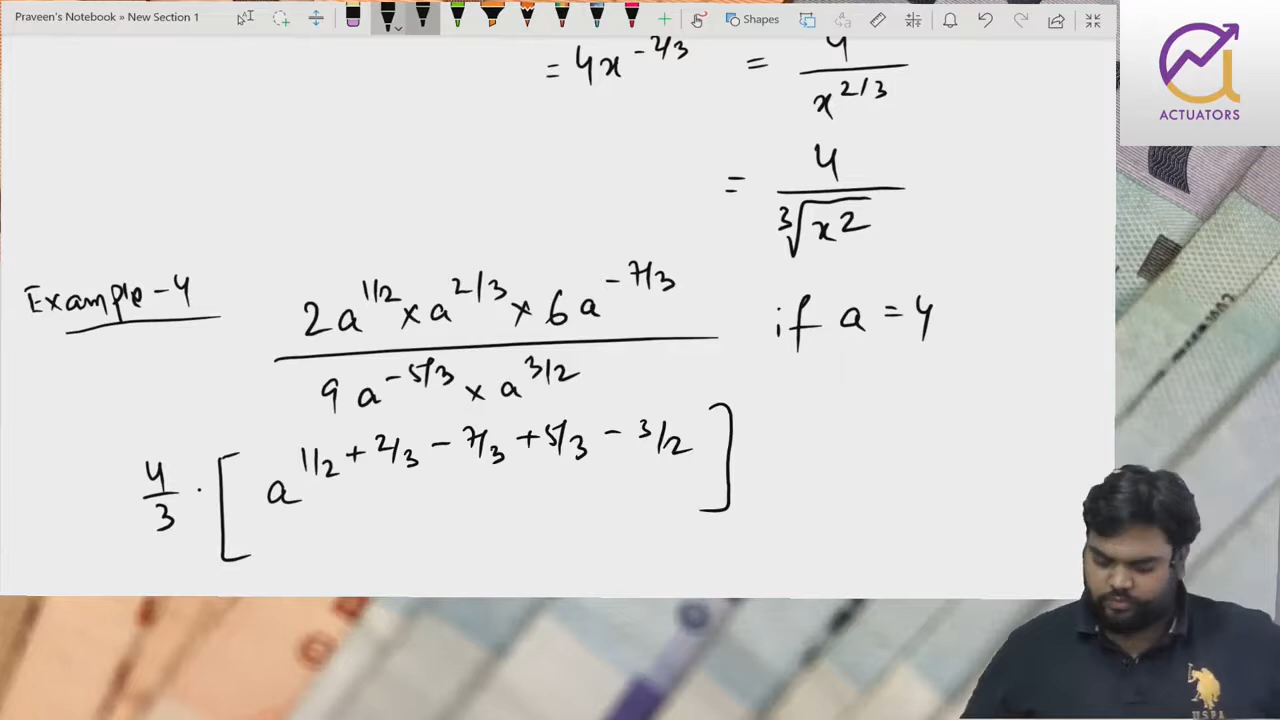 Praveen's Notebook » New Section 1
Shapes
ACTUATORS
= 4x^{-2/3} = 4/x^{2/3}
= 4/∛x2
Example-4
(2a^{1/2} × a^{2/3} × 6a^{-7/3}) / (9a^{-5/3} × a^{3/2}) if a = 4
4/3 · [a^{1/2 + 2/3 - 7/3 + 5/3 - 3/2}]
USPA